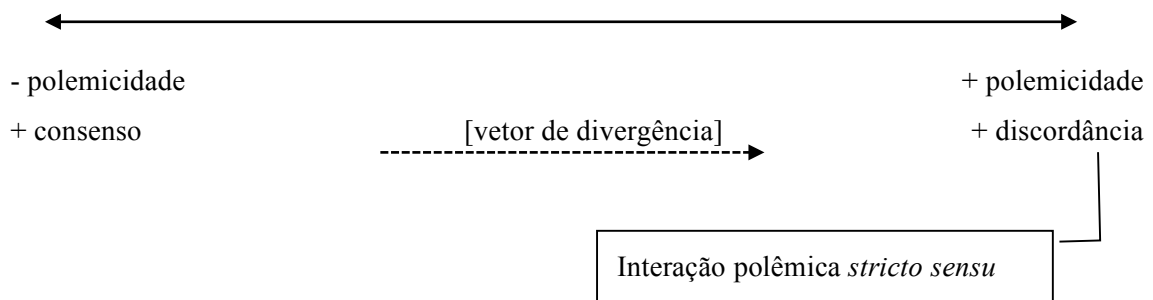 - polemicidade
+ polemicidade
+ consenso
[vetor de divergência]
+ discordância
Interação polêmica stricto sensu